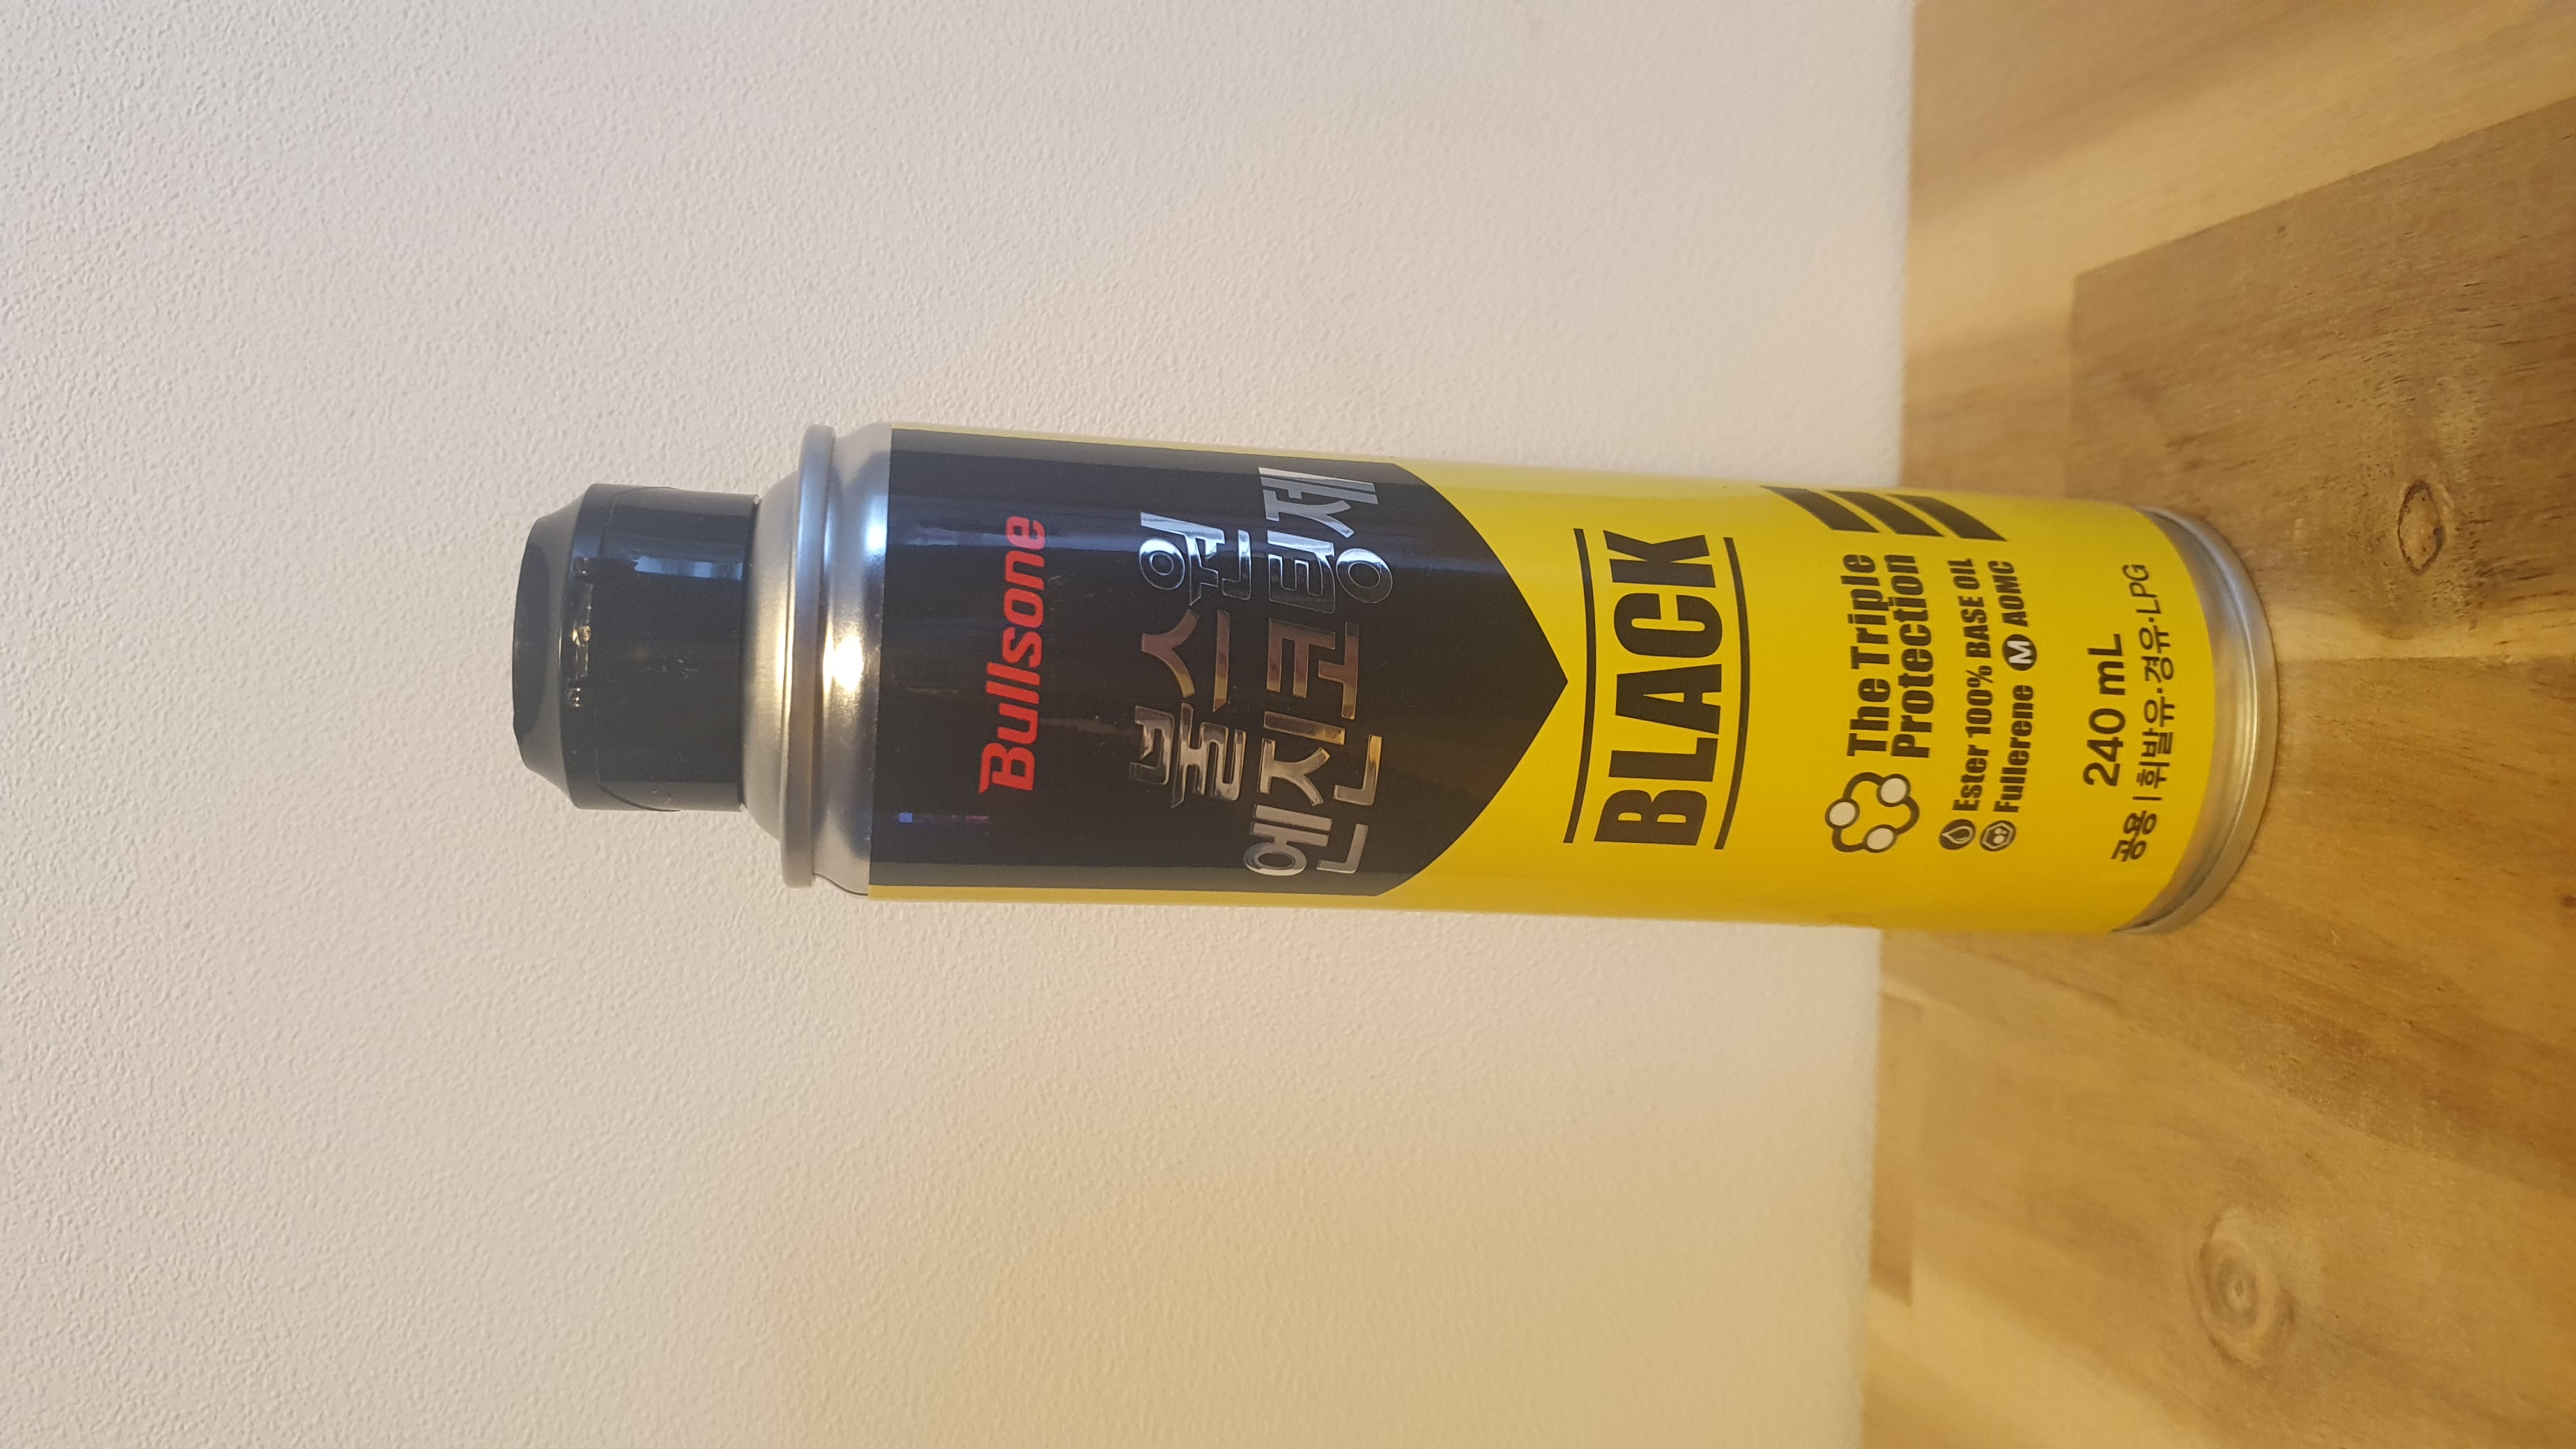 Bullsone
불스원
엔진코팅제
BLACK
The Triple
Protection
Ester 100% BASE OIL
Fullerene M AOMC
240 mL
공용 | 휘발유·경유·LPG